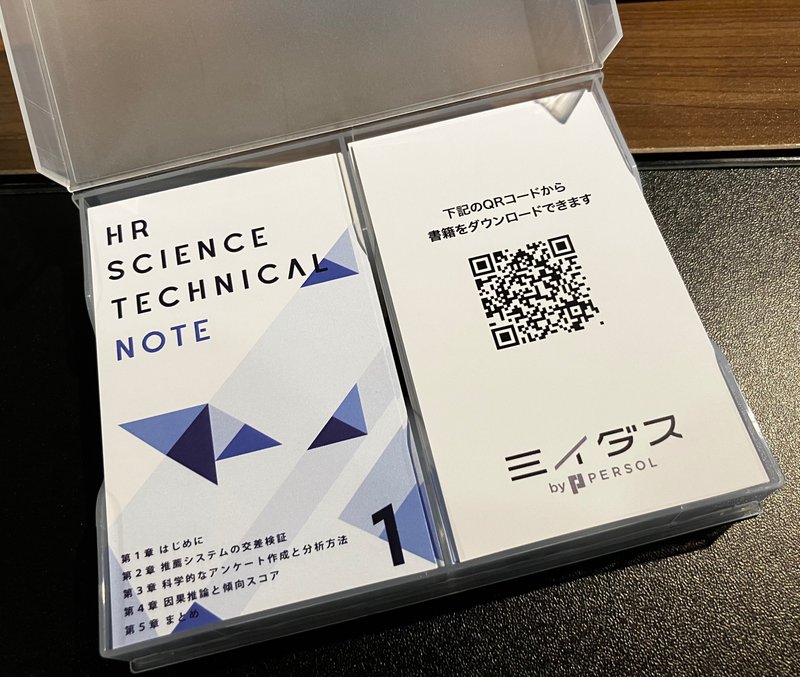 HR
SCIENCE
TECHNICAL
NOTE
1
第1章 はじめに
第2章 推薦システムの交差検証
第3章 科学的なアンケート作成と分析方法
第4章 因果推論と傾向スコア
第5章 まとめ
下記のQRコードから
書籍をダウンロードできます
ミイダス
by PERSOL